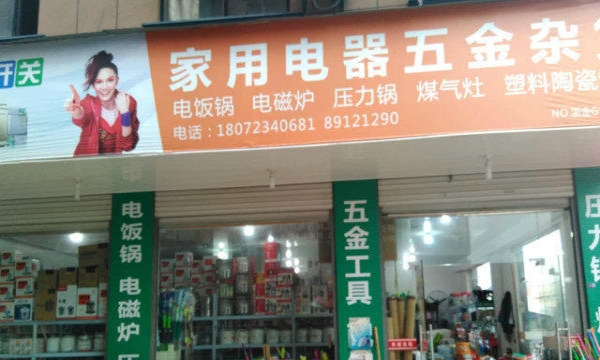 开关
家用电器五金杂
电饭锅 电磁炉 压力锅 煤气灶 塑料陶瓷
电话：18072340681 89121290
电饭锅 电磁炉 压
五金工具
压力锅